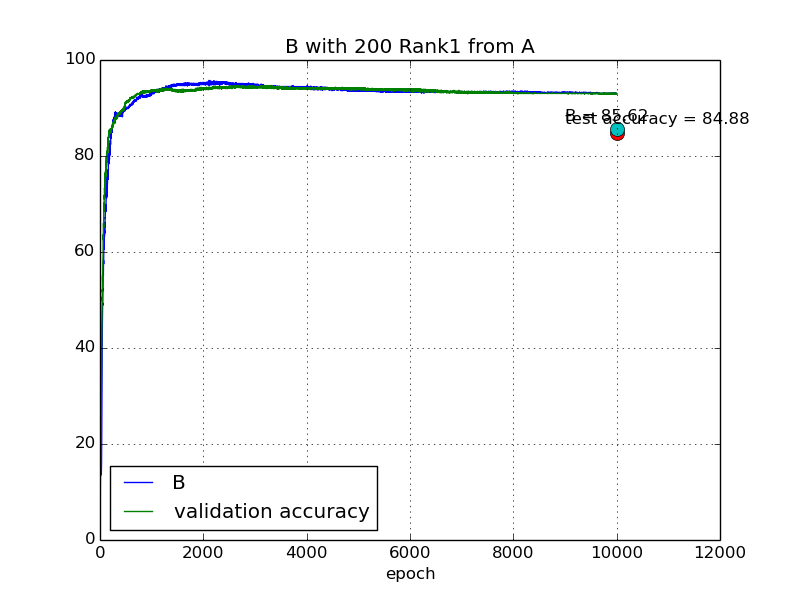 B with 200 Rank1 from A
100
80
60
40
20
0
B = 85.62
test accuracy = 84.88
B
validation accuracy
0 2000 4000 6000 8000 10000 12000
epoch